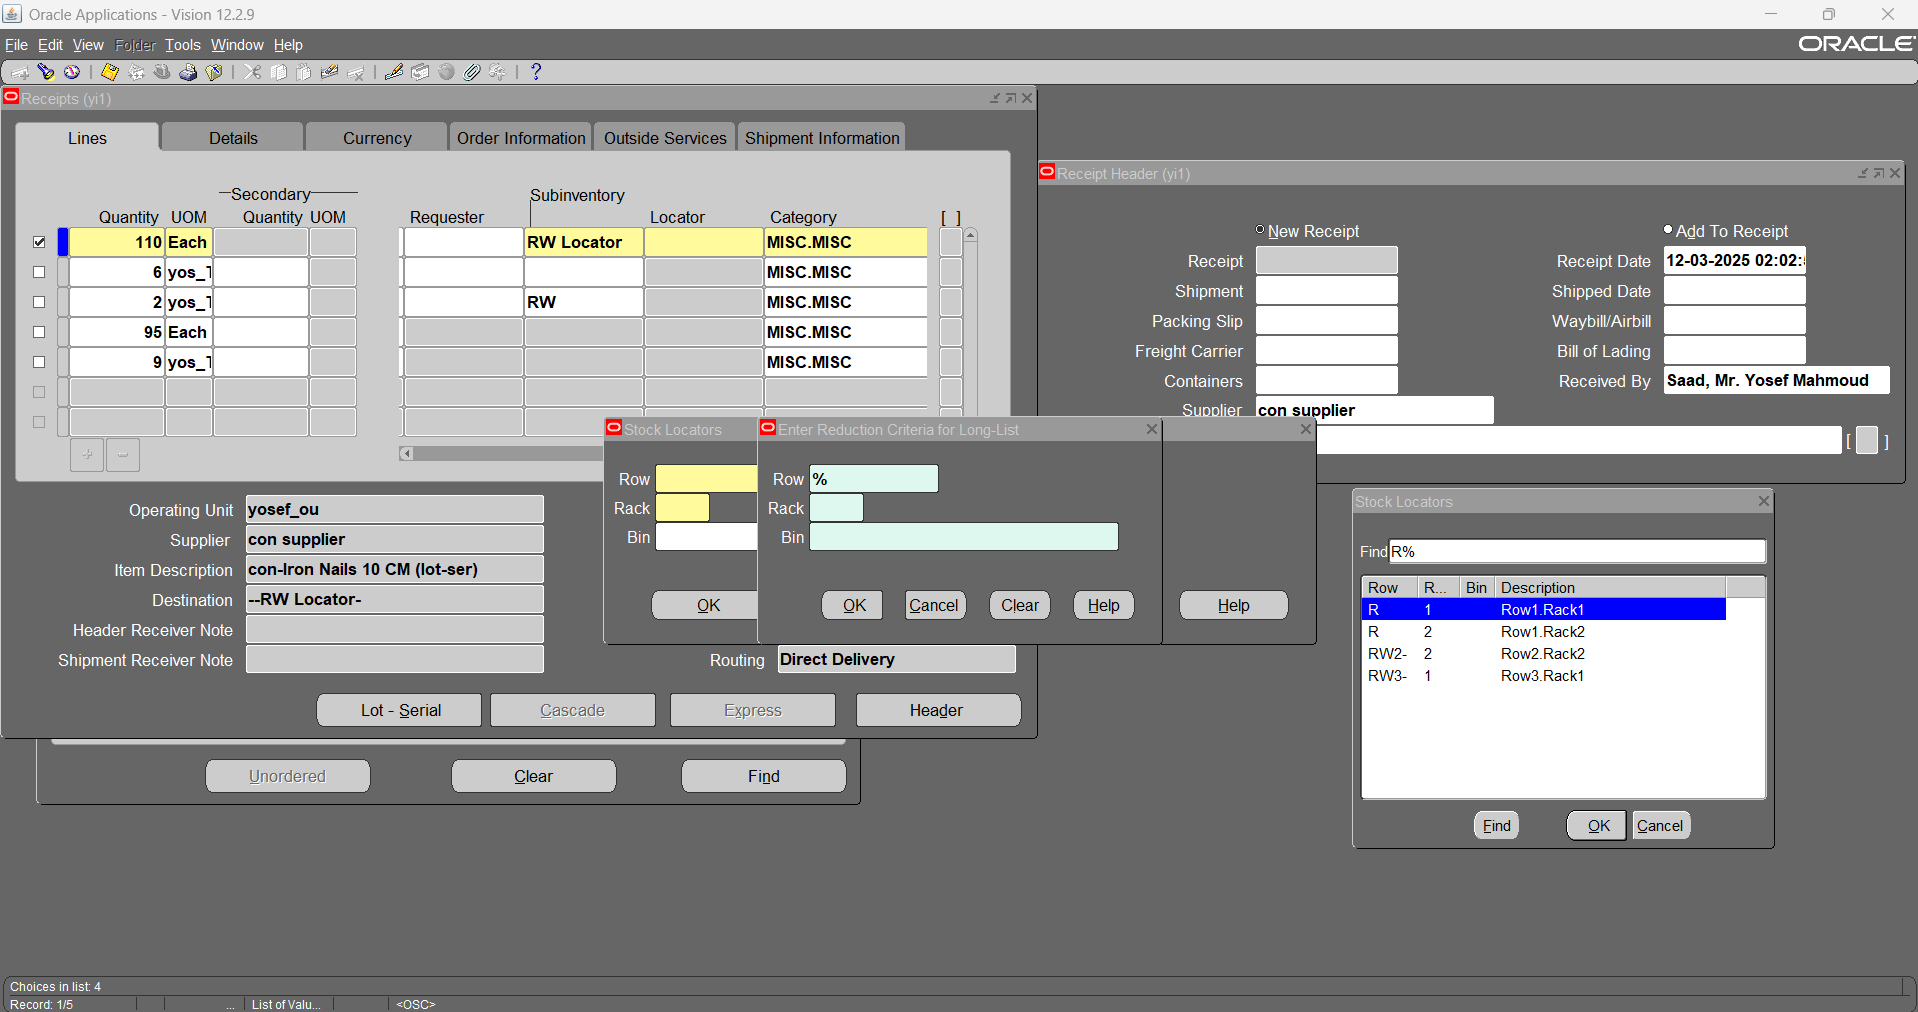 Oracle Applications - Vision 12.2.9
File Edit View Folder Tools Window Help
ORACLE
Receipts (yi1)
Lines Details Currency Order Information Outside Services Shipment Information
Secondary
Subinventory
Quantity UOM Quantity UOM Requester Locator Category [ ]
110 Each RW Locator MISC.MISC
6 yos_T MISC.MISC
2 yos_T RW MISC.MISC
95 Each MISC.MISC
9 yos_T MISC.MISC
Operating Unit yosef_ou
Supplier con supplier
Item Description con-Iron Nails 10 CM (lot-ser)
Destination --RW Locator-
Header Receiver Note
Shipment Receiver Note
Routing Direct Delivery
Lot - Serial Cascade Express Header
Unordered Clear Find
Receipt Header (yi1)
New Receipt Add To Receipt
Receipt Receipt Date 12-03-2025 02:02:
Shipment Shipped Date
Packing Slip Waybill/Airbill
Freight Carrier Bill of Lading
Containers Received By Saad, Mr. Yosef Mahmoud
Supplier con supplier
[ ]
Stock Locators
Row
Rack
Bin
OK
Help
Enter Reduction Criteria for Long-List
Row %
Rack
Bin
OK Cancel Clear Help
Stock Locators
Find R%
Row R... Bin Description
R 1 Row1.Rack1
R 2 Row1.Rack2
RW2- 2 Row2.Rack2
RW3- 1 Row3.Rack1
Find OK Cancel
Choices in list: 4
Record: 1/5 ... List of Valu... <OSC>